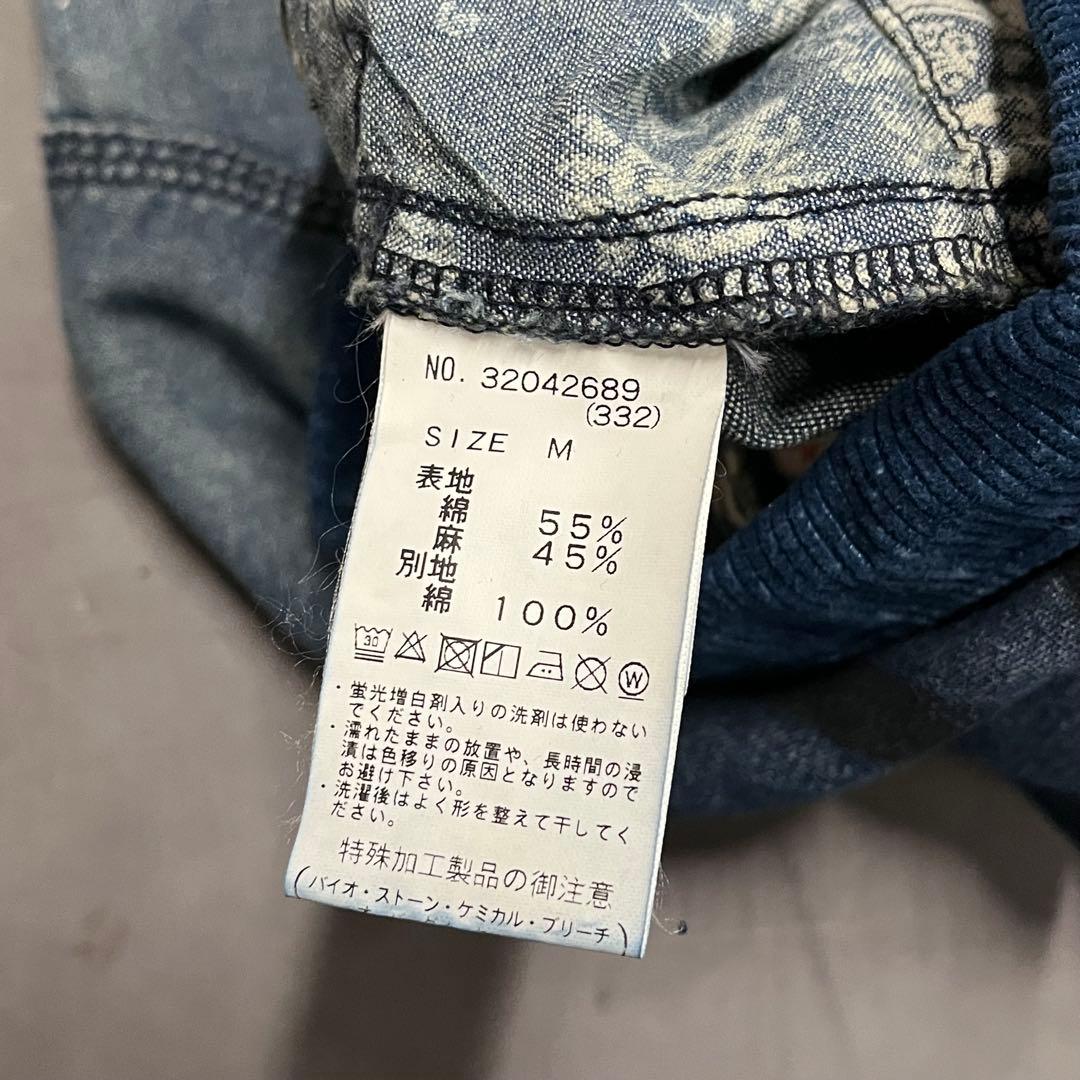 NO. 32042689
(332)
SIZE M
表地
綿 55%
麻 45%
別地
綿 100%
30
W
・蛍光増白剤入りの洗剤は使わない
でください。
・濡れたままの放置や、長時間の浸
漬は色移りの原因となりますので
お避け下さい。
・洗濯後はよく形を整えて干してく
ださい。
特殊加工製品の御注意
(バイオ・ストーン・ケミカル・ブリーチ